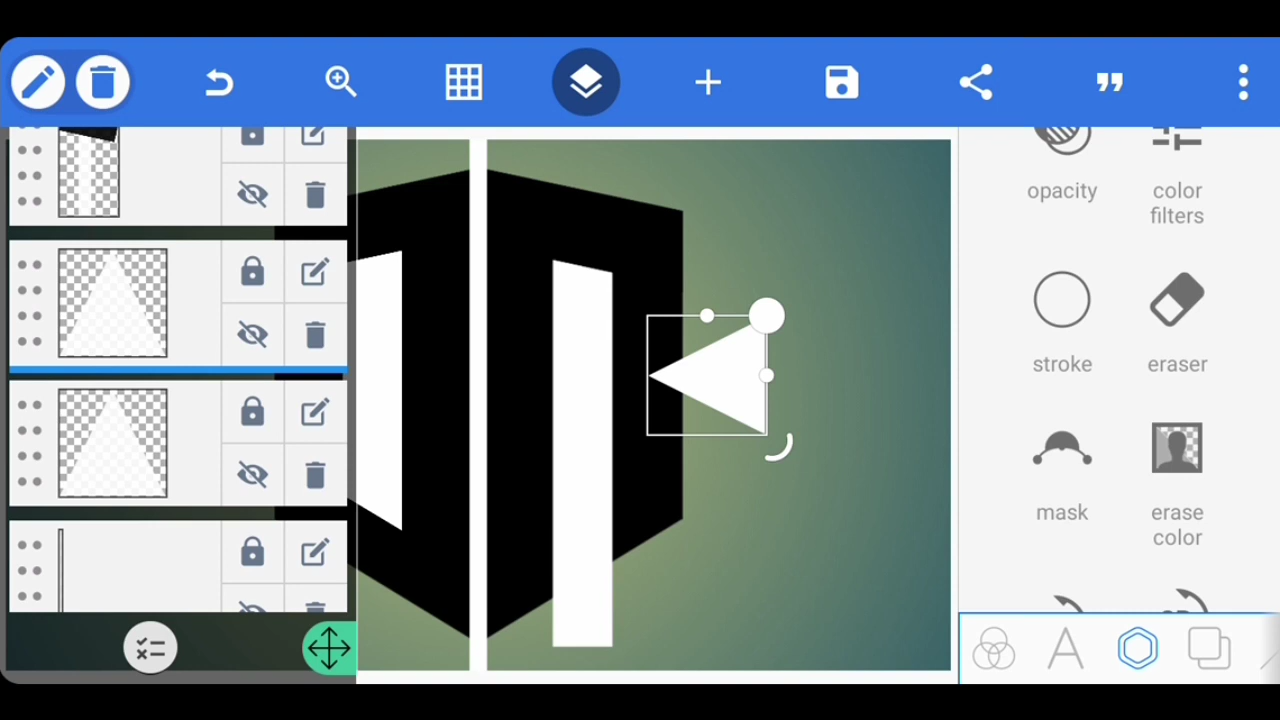 opacity
color
filters
stroke
eraser
mask
erase
color
A